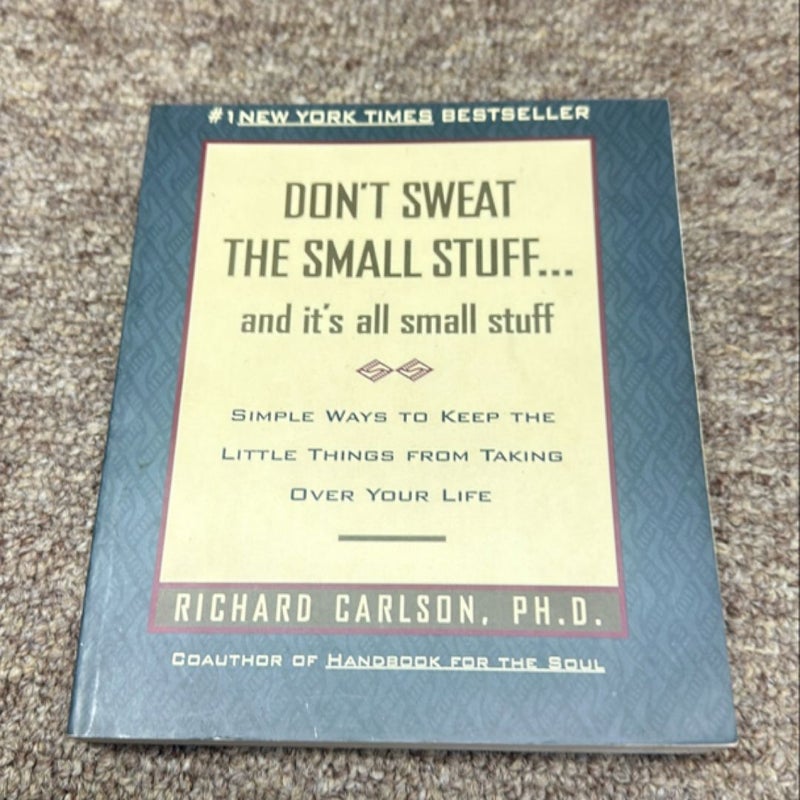 #1 NEW YORK TIMES BESTSELLER
DON'T SWEAT
THE SMALL STUFF...
and it's all small stuff
SIMPLE WAYS TO KEEP THE
LITTLE THINGS FROM TAKING
OVER YOUR LIFE
RICHARD CARLSON, PH.D.
COAUTHOR OF HANDBOOK FOR THE SOUL